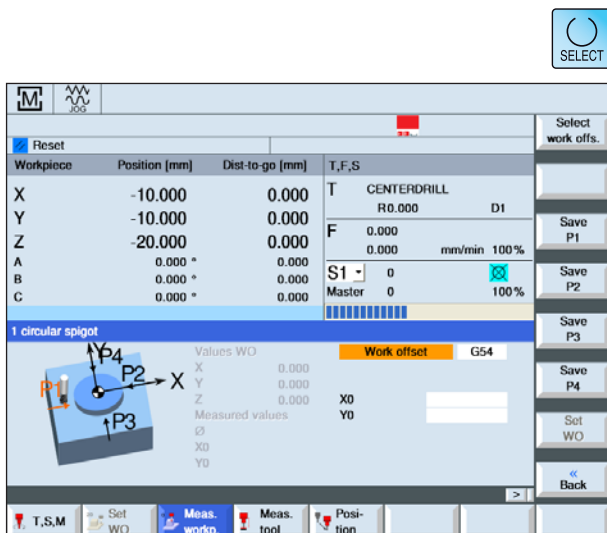 SELECT
M
JOG
Select
work offs.
Reset
Workpiece Position [mm] Dist-to-go [mm] T,F,S
X -10.000 0.000
Y -10.000 0.000
Z -20.000 0.000
A 0.000 ° 0.000
B 0.000 ° 0.000
C 0.000 ° 0.000
T CENTERDRILL
R0.000 D1
F 0.000
0.000 mm/min 100%
S1 0
Master 0 100%
Save
P1
Save
P2
Save
P3
Save
P4
Set
WO
«
Back
1 circular spigot
Y
P4
P2
X
P1
P3
Values WO
X 0.000
Y 0.000
Z 0.000
Measured values
Ø
X0
Y0
Work offset G54
X0
Y0
>
T,S,M
Set
WO
Meas.
workp.
Meas.
tool
Posi-
tion